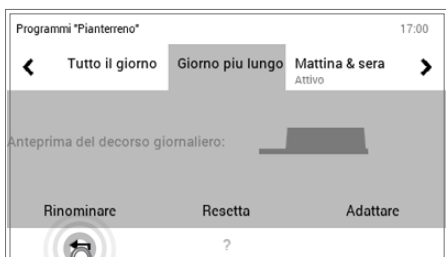 Programmi "Pianterreno" 17:00
Tutto il giorno Giorno piu lungo Mattina & sera
Attivo
Anteprima del decorso giornaliero:
Rinominare Resetta Adattare
?